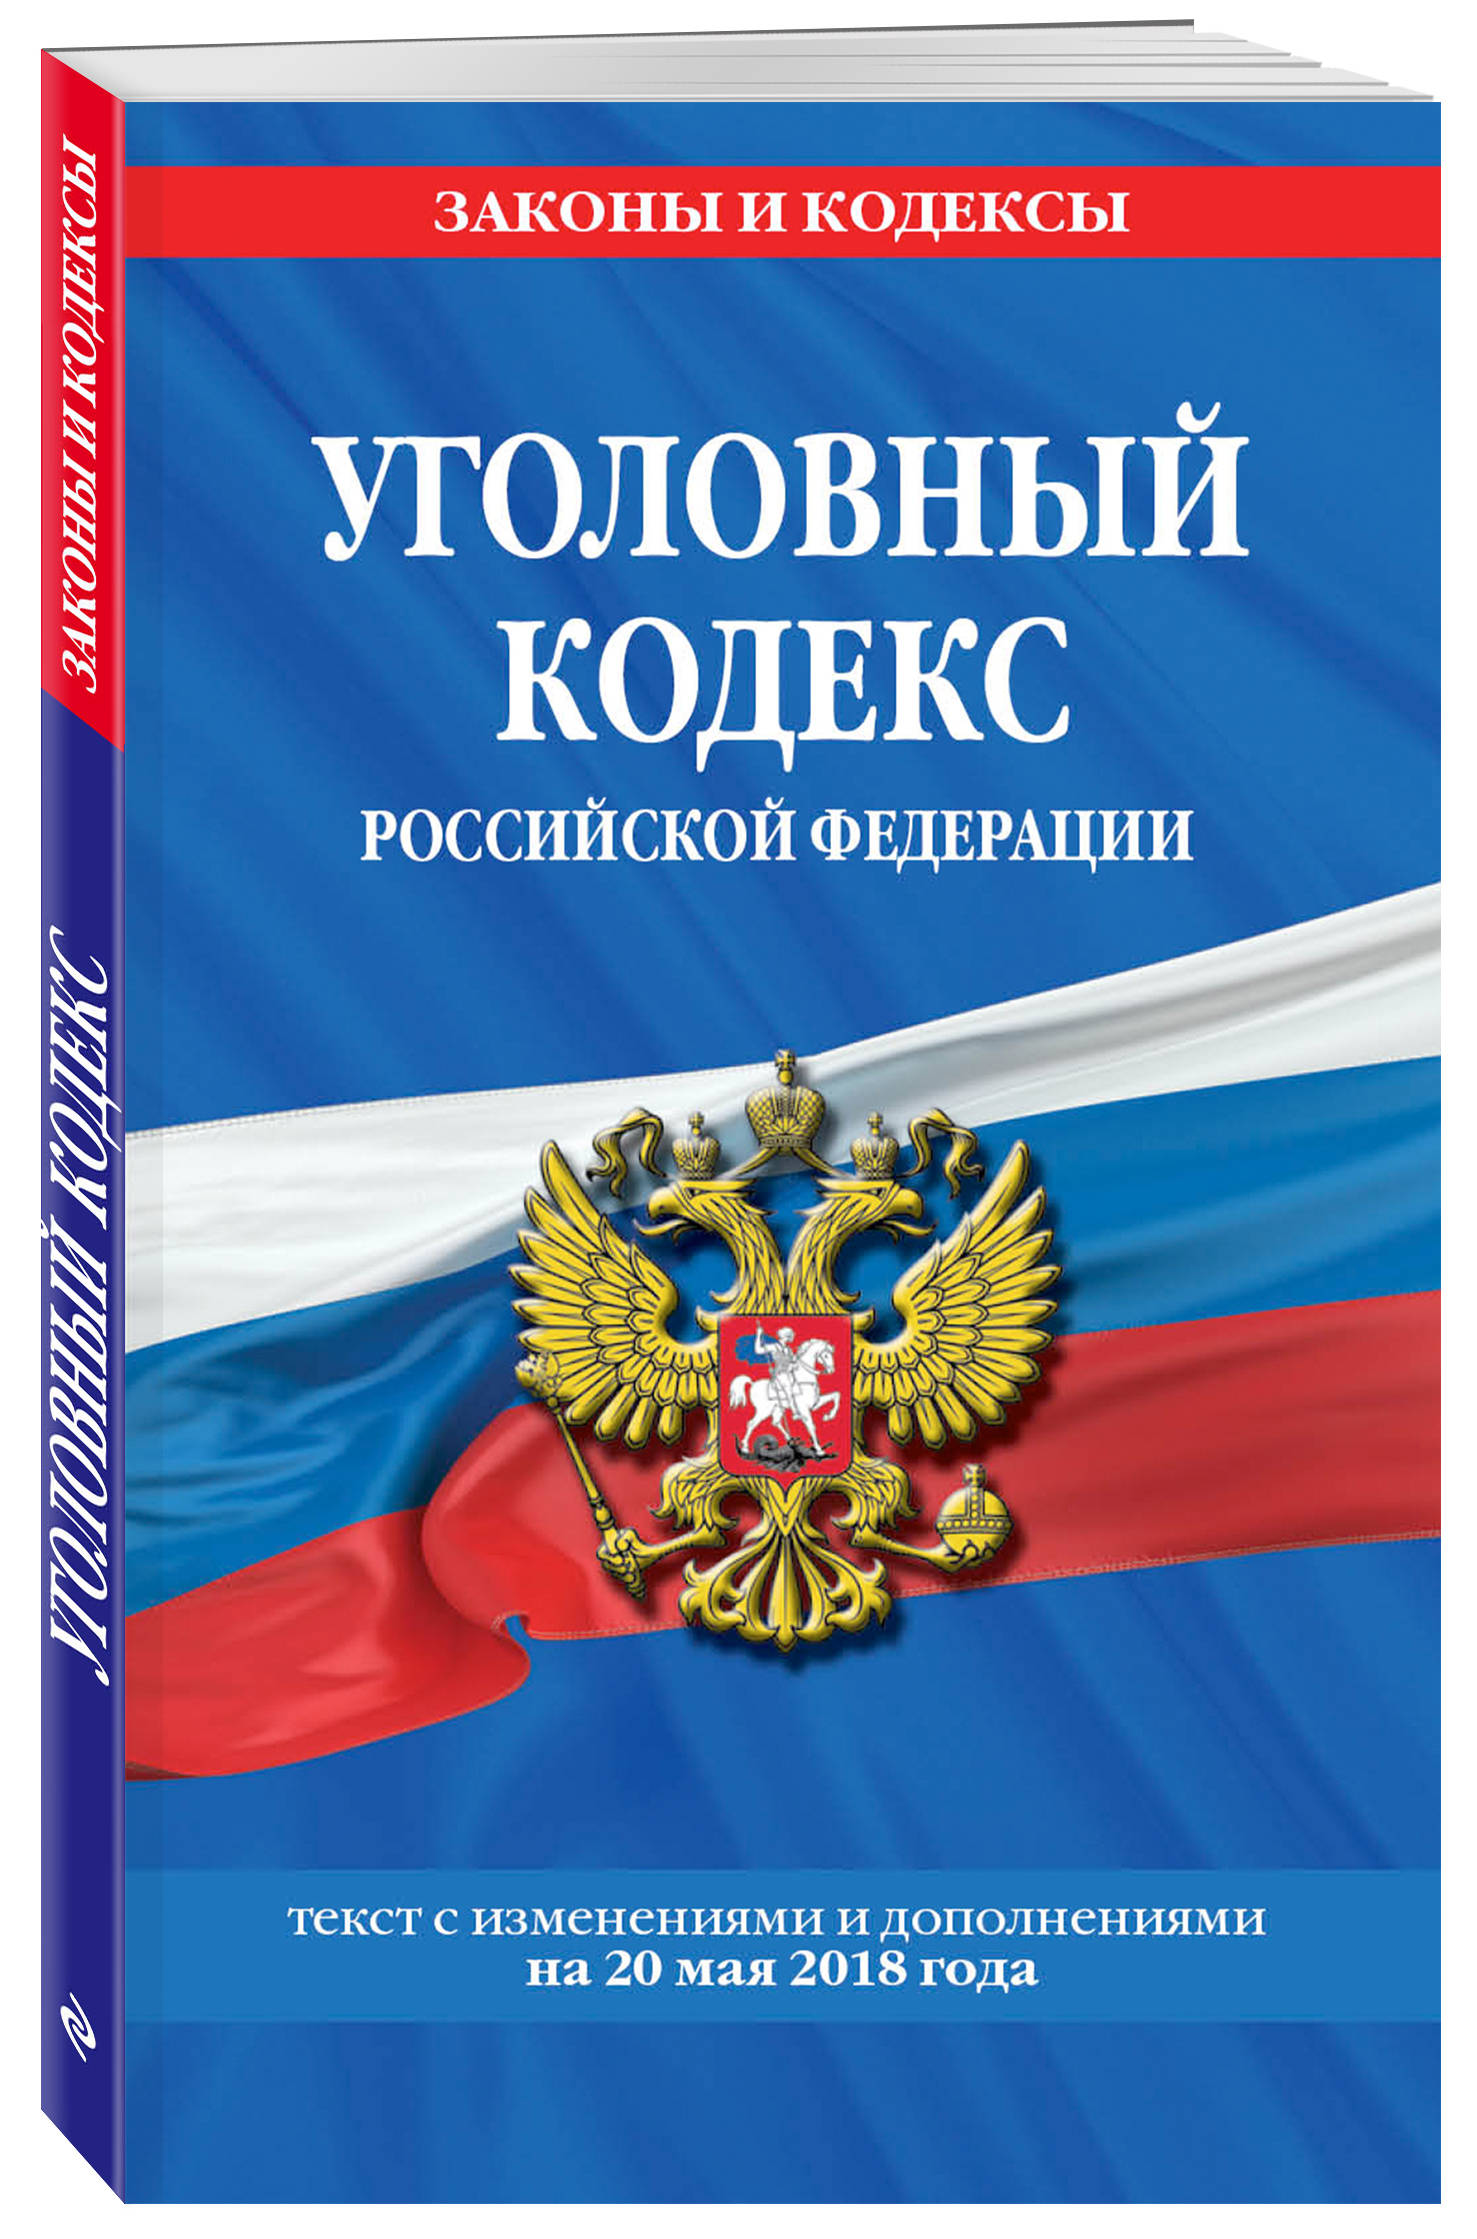 ЗАКОНЫ И КОДЕКСЫ
УГОЛОВНЫЙ
КОДЕКС
РОССИЙСКОЙ ФЕДЕРАЦИИ
текст с изменениями и дополнениями
на 20 мая 2018 года
ЗАКОНЫ И КОДЕКСЫ
УГОЛОВНЫЙ КОДЕКС